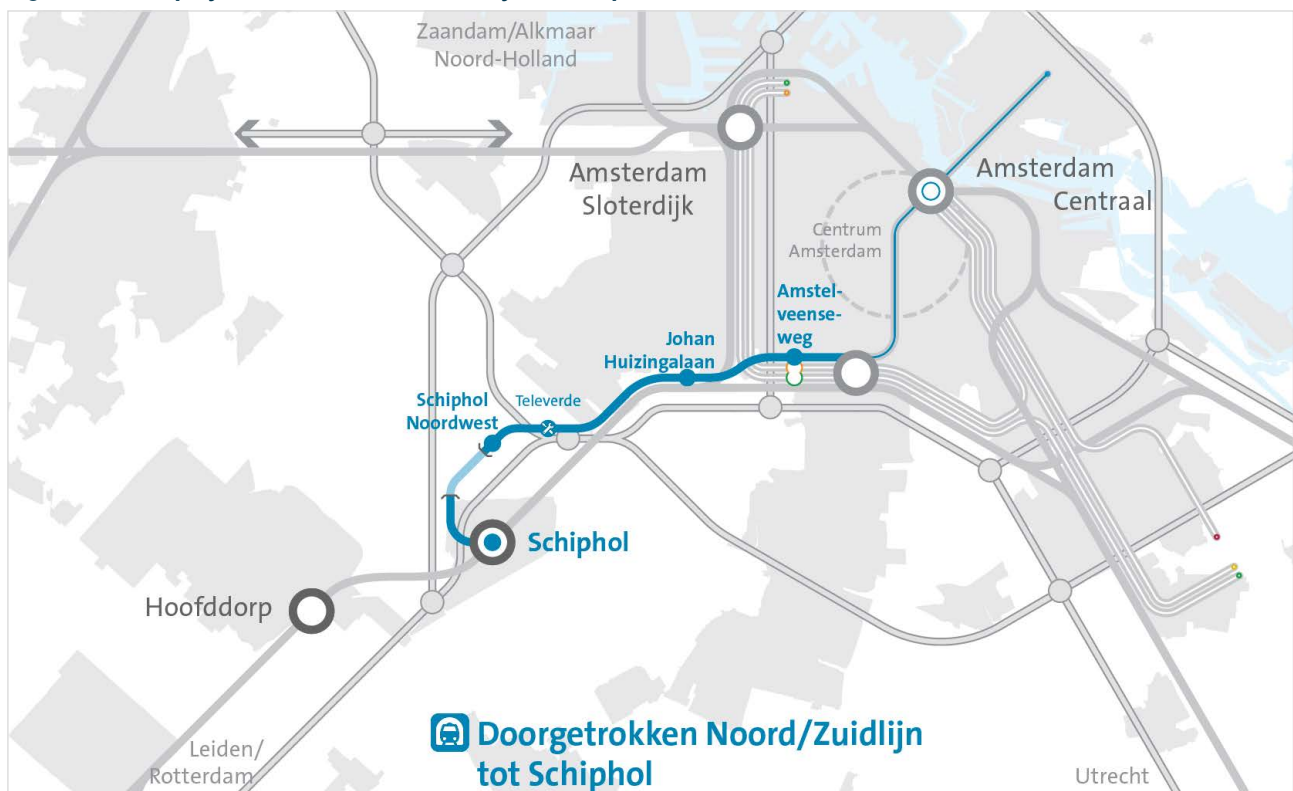 Zaandam/Alkmaar
Noord-Holland
Amsterdam
Sloterdijk
Amsterdam
Centraal
Centrum
Amsterdam
Amstel-
veense-
weg
Johan
Huizingalaan
Schiphol
Noordwest
Televerde
Schiphol
Hoofddorp
Leiden/
Rotterdam
Doorgetrokken Noord/Zuidlijn
tot Schiphol
Utrecht